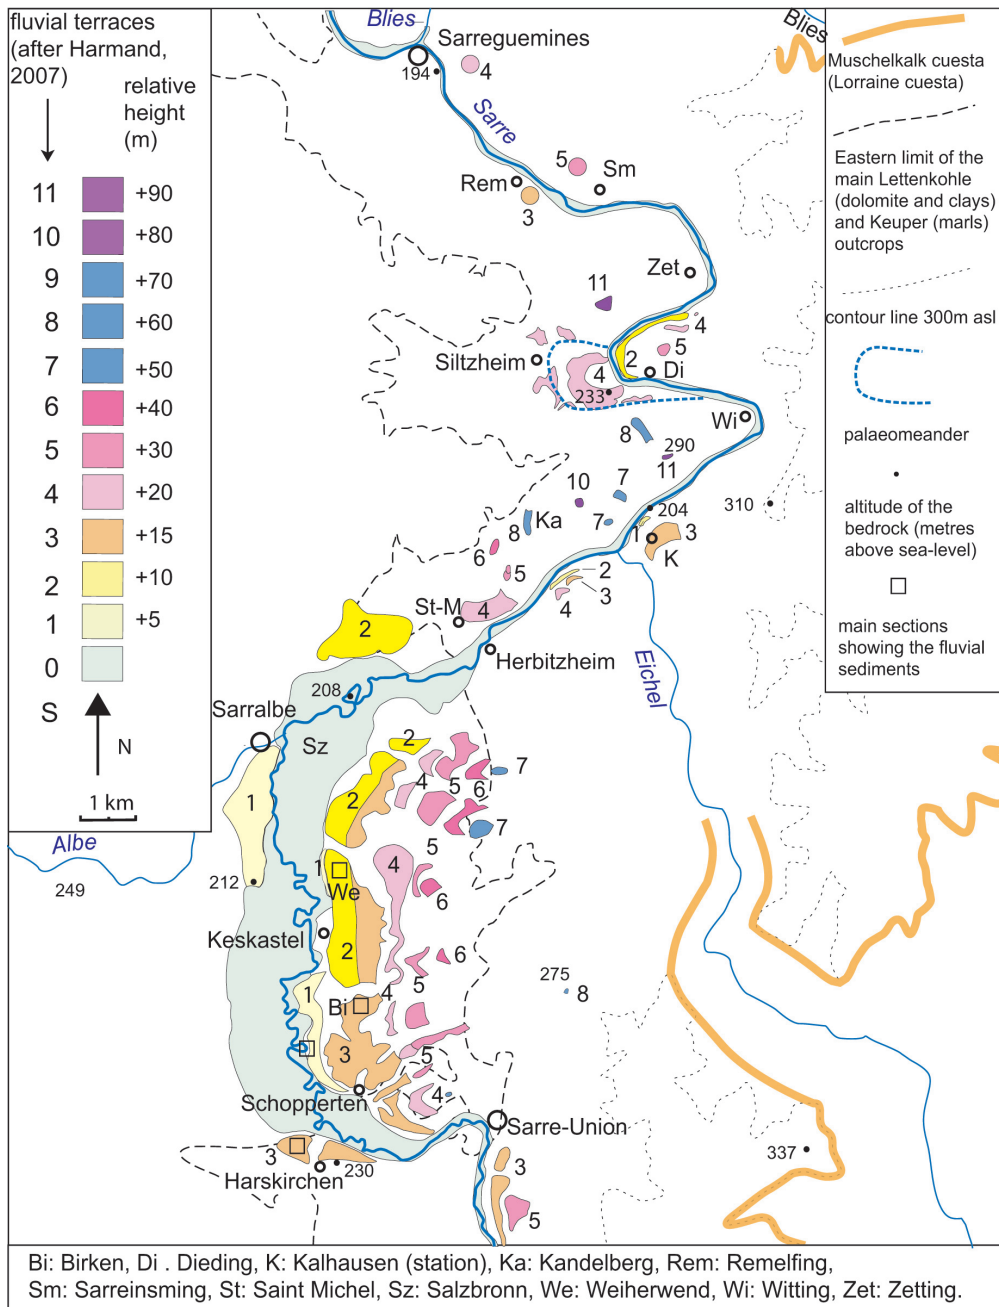 fluvial terraces
(after Harmand,
2007)
relative
height
(m)
11 +90
10 +80
9 +70
8 +60
7 +50
6 +40
5 +30
4 +20
3 +15
2 +10
1 +5
0
S
N
1 km
Blies
Sarreguemines
194
4
Sarre
5
Sm
Rem
3
Zet
11
4
5
Siltzheim
2
Di
4
233
Wi
8
290
11
7
10
204
310
Ka
8
7
1
3
K
6
5
2
3
4
St-M
4
2
Herbitzheim
Eichel
208
Sarralbe
Sz
2
4
5
6
7
1
2
7
5
Albe
249
4
1
We
6
212
Keskastel
2
6
5
275
8
1
4
Bi
3
5
4
Schopperten
Sarre-Union
3
230
Harskirchen
3
337
5
Blies
Muschelkalk cuesta
(Lorraine cuesta)
Eastern limit of the
main Lettenkohle
(dolomite and clays)
and Keuper (marls)
outcrops
contour line 300m asl
palaeomeander
altitude of the
bedrock (metres
above sea-level)
main sections
showing the fluvial
sediments
Bi: Birken, Di . Dieding, K: Kalhausen (station), Ka: Kandelberg, Rem: Remelfing,
Sm: Sarreinsming, St: Saint Michel, Sz: Salzbronn, We: Weiherwend, Wi: Witting, Zet: Zetting.